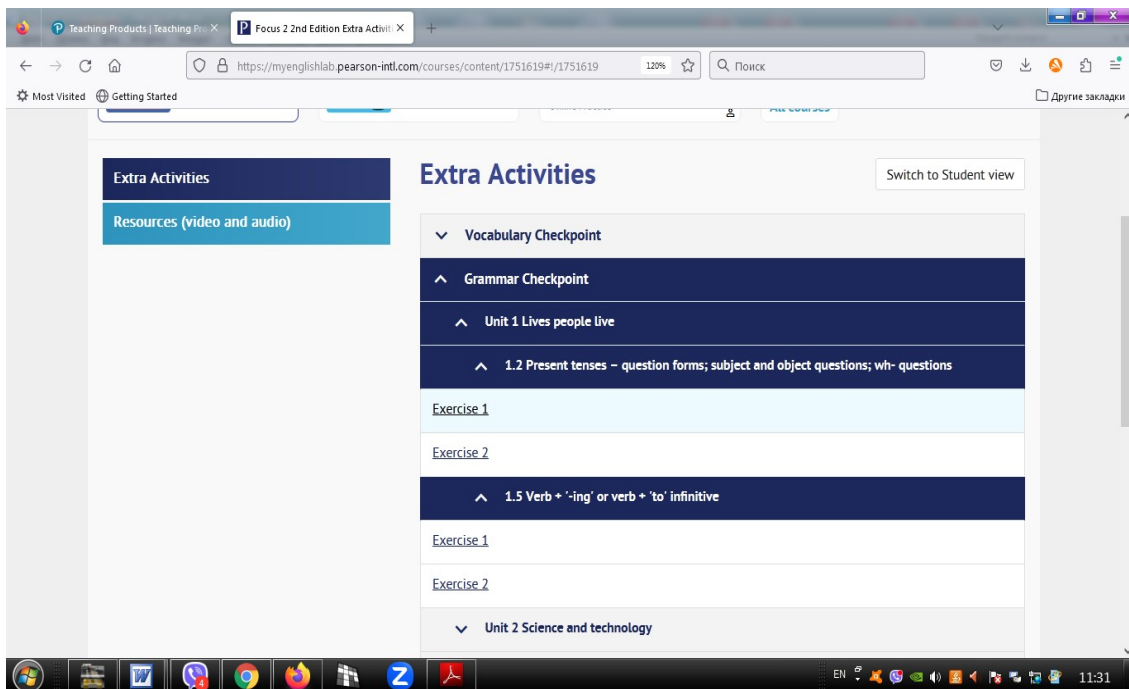 Teaching Products | Teaching Pro
Focus 2 2nd Edition Extra Activiti
https://myenglishlab.pearson-intl.com/courses/content/1751619#!/1751619
120%
Поиск
Most Visited
Getting Started
Другие закладки
All courses
Extra Activities
Resources (video and audio)
Extra Activities
Switch to Student view
Vocabulary Checkpoint
Grammar Checkpoint
Unit 1 Lives people live
1.2 Present tenses – question forms; subject and object questions; wh- questions
Exercise 1
Exercise 2
1.5 Verb + '-ing' or verb + 'to' infinitive
Exercise 1
Exercise 2
Unit 2 Science and technology
EN
11:31